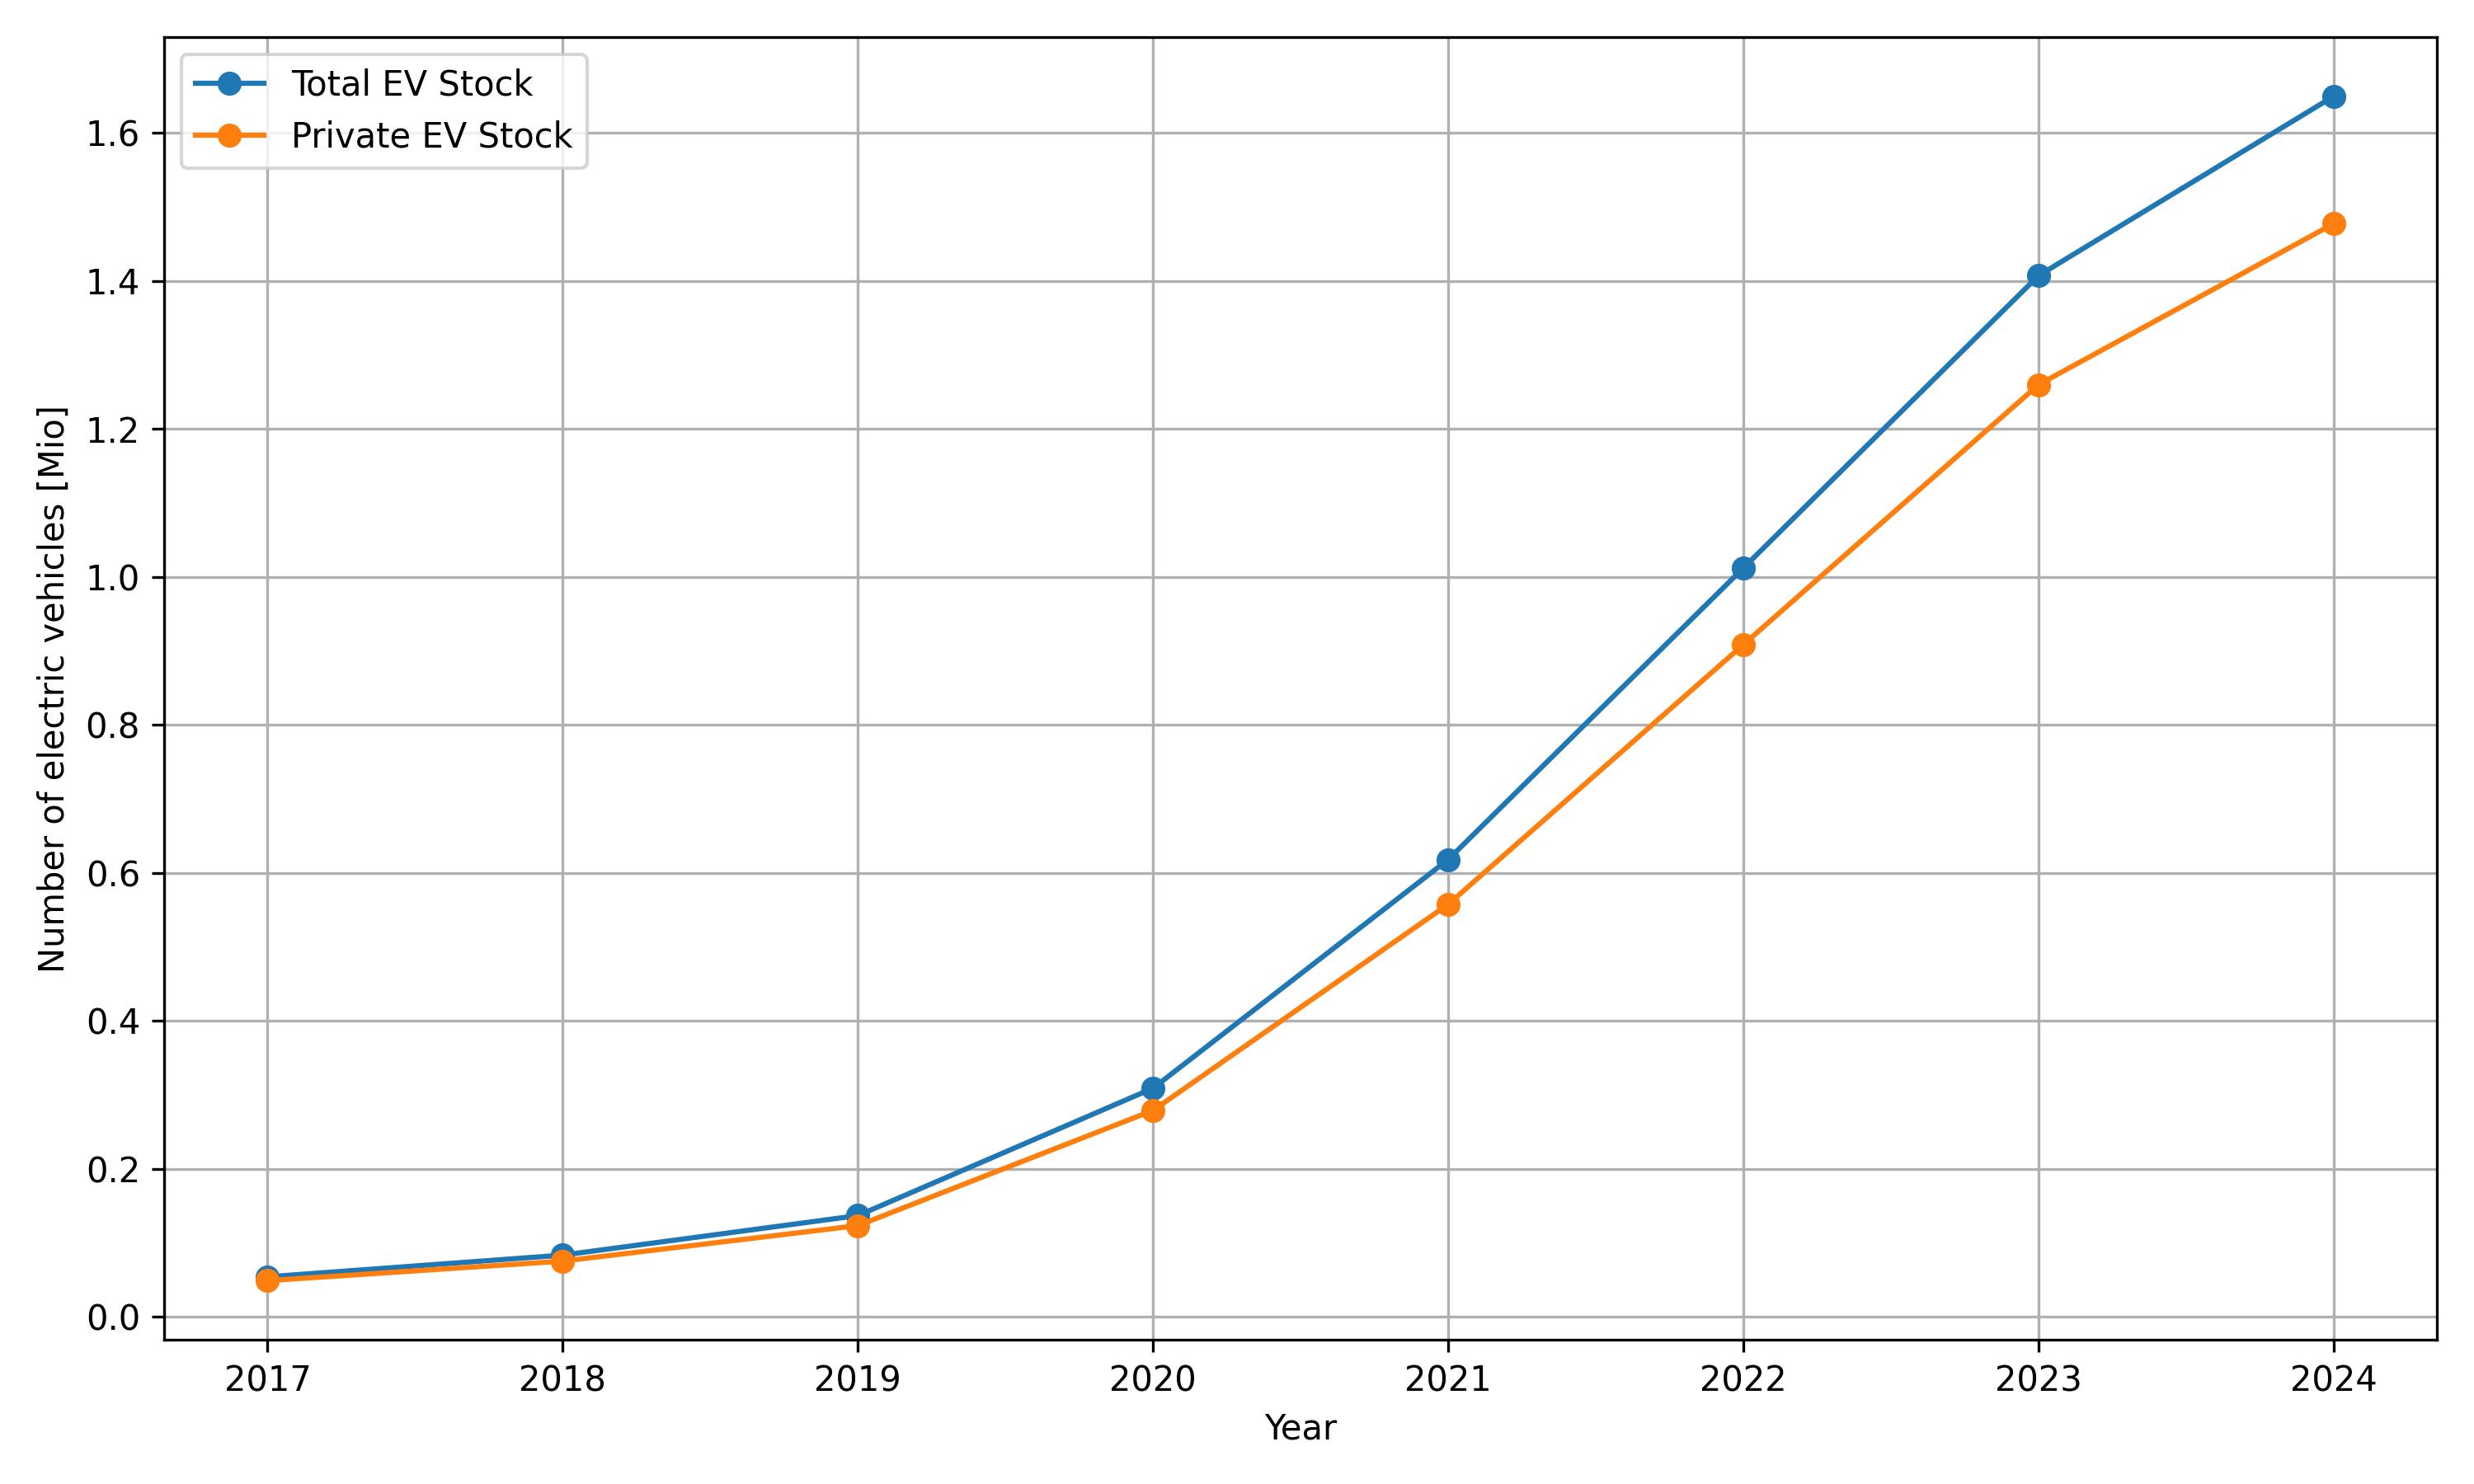 Total EV Stock
Private EV Stock
1.6
1.4
1.2
1.0
0.8
0.6
0.4
0.2
0.0
Number of electric vehicles [Mio]
2017 2018 2019 2020 2021 2022 2023 2024
Year